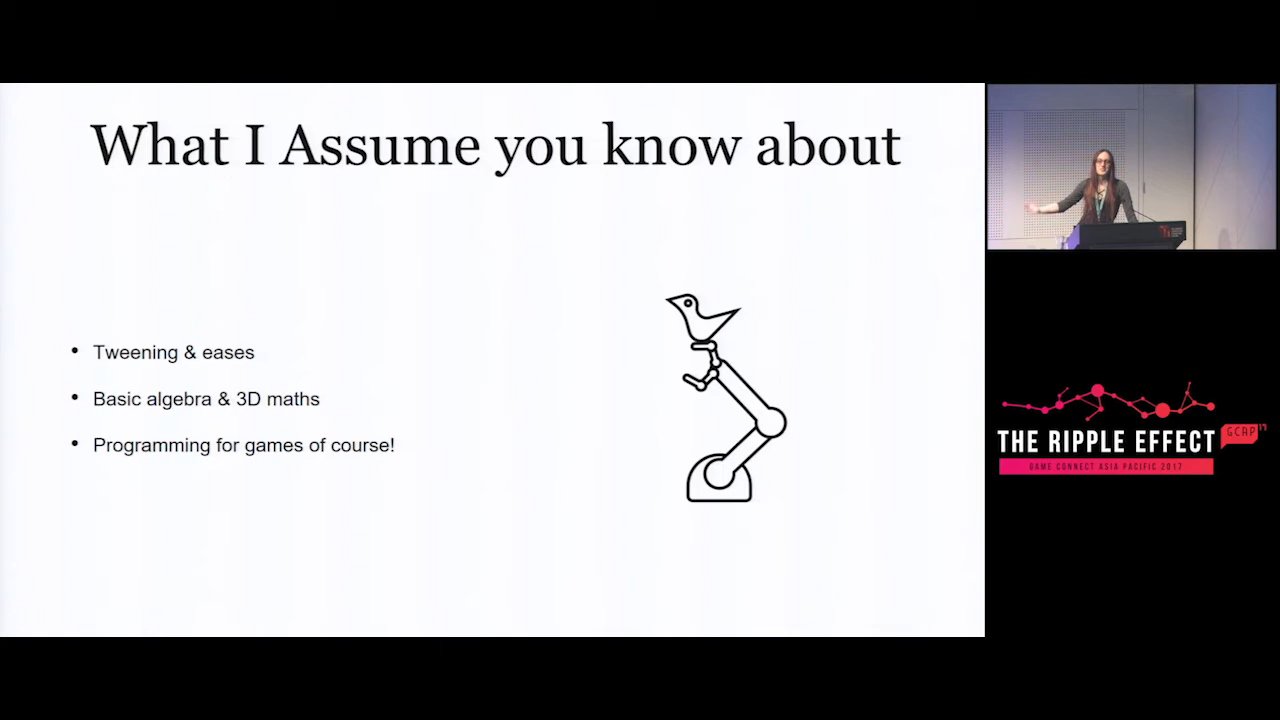 What I Assume you know about
• Tweening & eases
• Basic algebra & 3D maths
• Programming for games of course!
THE RIPPLE EFFECT
GCAP17
GAME CONNECT ASIA PACIFIC 2017